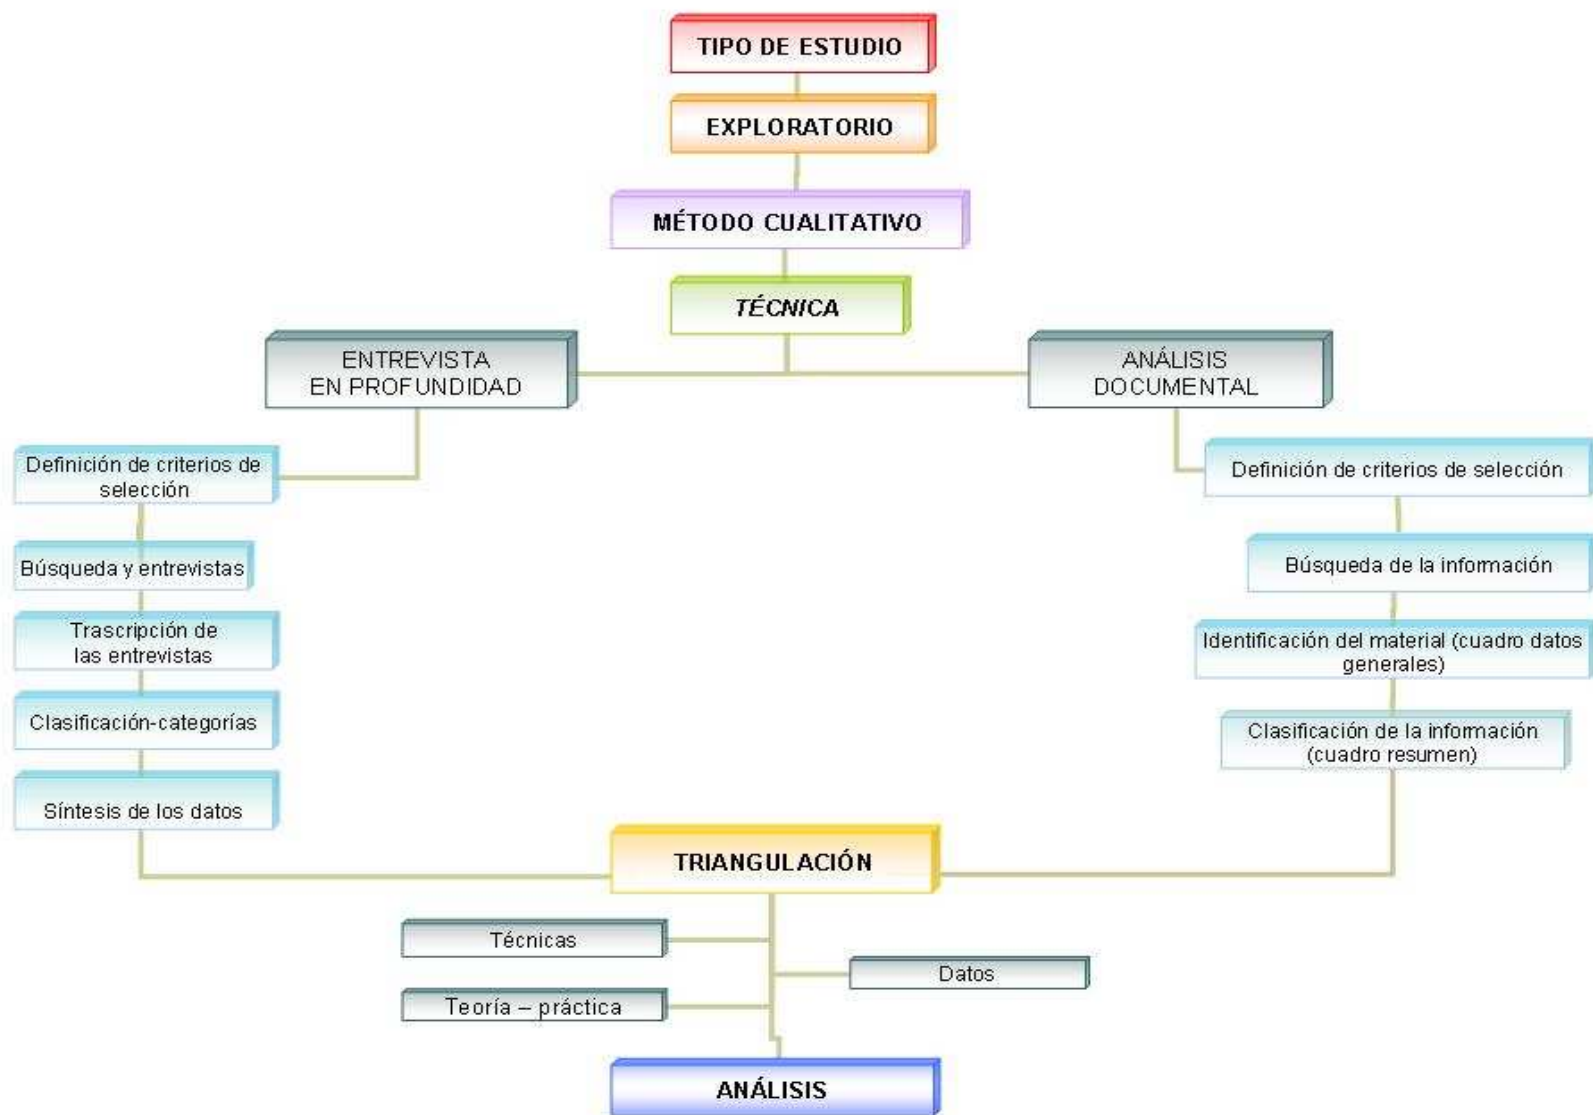 TIPO DE ESTUDIO
EXPLORATORIO
MÉTODO CUALITATIVO
TÉCNICA
ENTREVISTA
EN PROFUNDIDAD
Definición de criterios de
selección
Búsqueda y entrevistas
Trascripción de
las entrevistas
Clasificación-categorías
Síntesis de los datos
ANÁLISIS
DOCUMENTAL
Definición de criterios de selección
Búsqueda de la información
Identificación del material (cuadro datos
generales)
Clasificación de la información
(cuadro resumen)
TRIANGULACIÓN
Técnicas
Datos
Teoría – práctica
ANÁLISIS